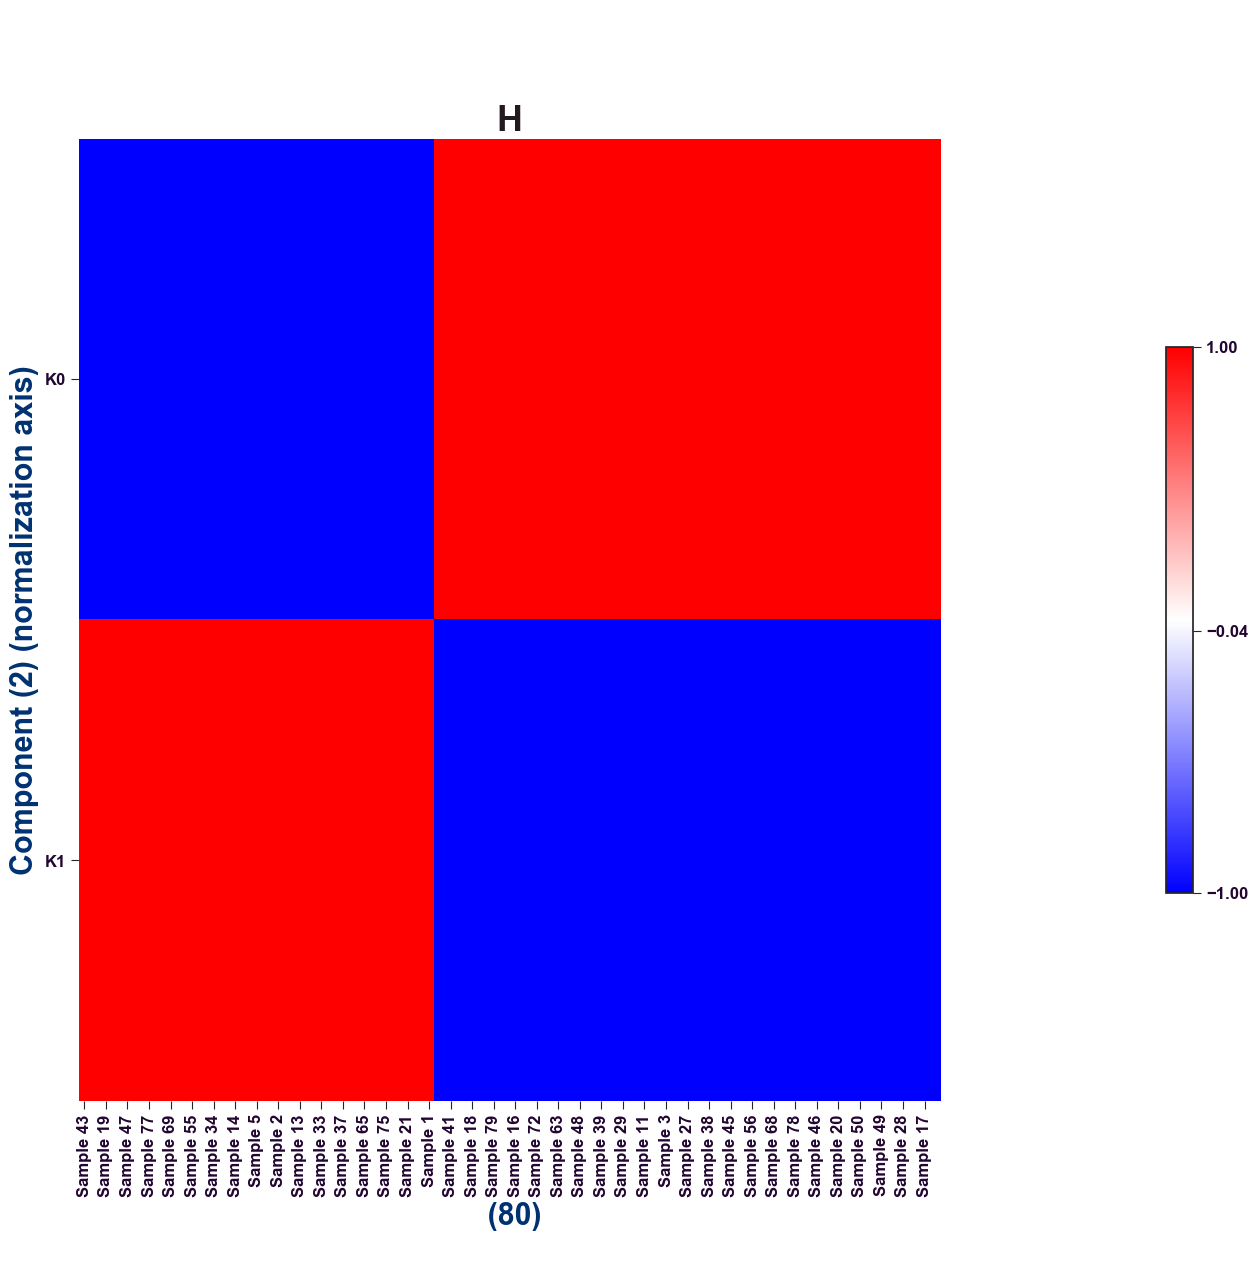 H
Component (2) (normalization axis)
K0
K1
1.00
−0.04
−1.00
Sample 43
Sample 19
Sample 47
Sample 77
Sample 69
Sample 55
Sample 34
Sample 14
Sample 5
Sample 2
Sample 13
Sample 33
Sample 37
Sample 65
Sample 75
Sample 21
Sample 1
Sample 41
Sample 18
Sample 79
Sample 16
Sample 72
Sample 63
Sample 48
Sample 39
Sample 29
Sample 11
Sample 3
Sample 27
Sample 38
Sample 45
Sample 56
Sample 68
Sample 78
Sample 46
Sample 20
Sample 50
Sample 49
Sample 28
Sample 17
(80)